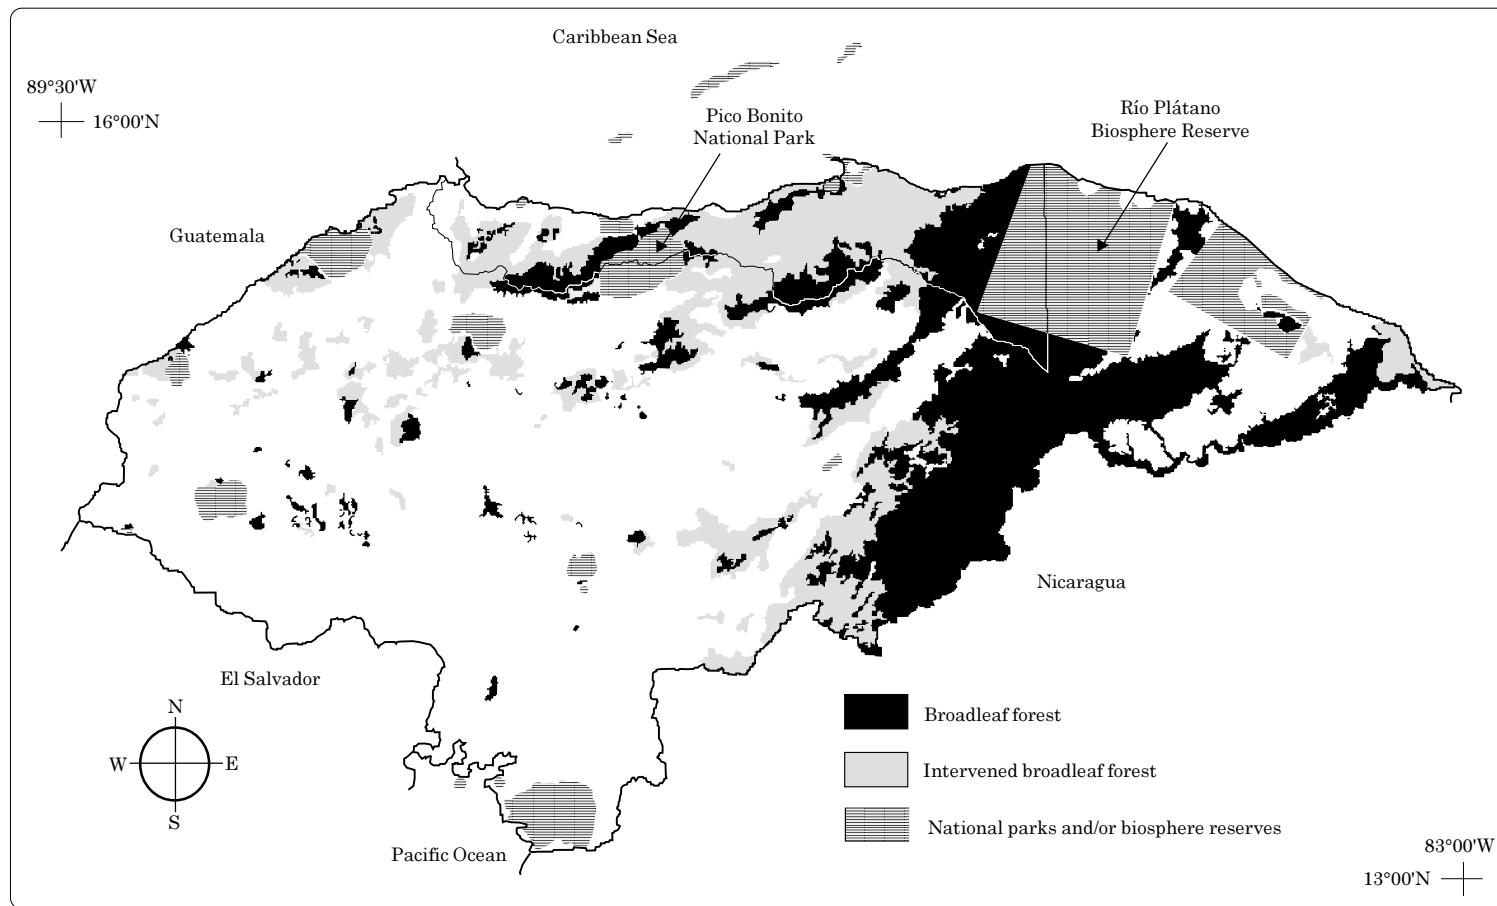 Caribbean Sea
89°30'W
16°00'N
Pico Bonito
National Park
Río Plátano
Biosphere Reserve
Guatemala
Nicaragua
El Salvador
N
W
E
S
Broadleaf forest
Intervened broadleaf forest
National parks and/or biosphere reserves
Pacific Ocean
83°00'W
13°00'N